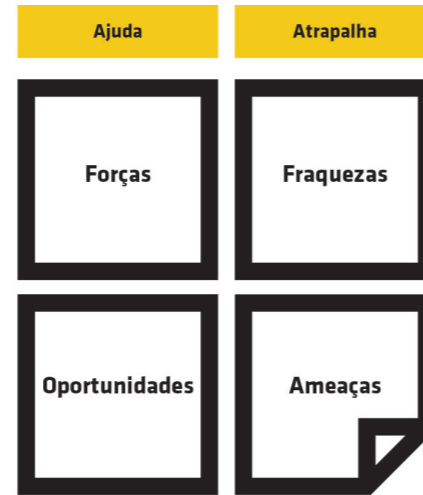 Ajuda
Atrapalha
Forças
Fraquezas
Oportunidades
Ameaças